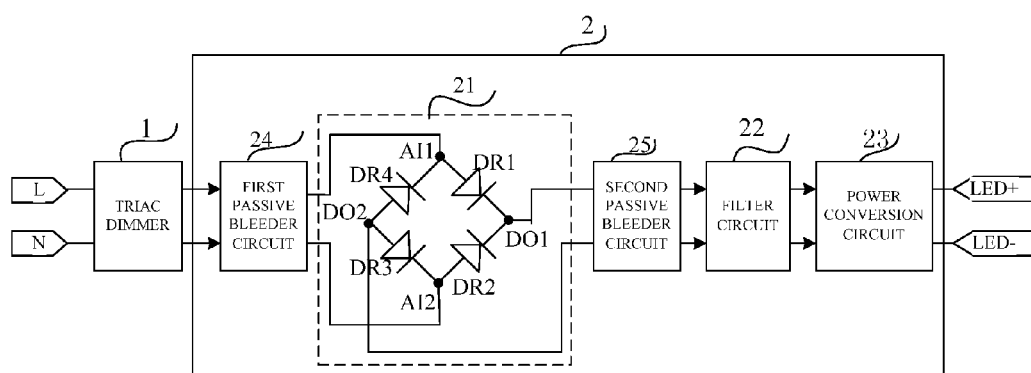 2
21
1
24
25
22
23
AI1
DR4
DR1
L
TRIAC
DIMMER
FIRST
PASSIVE
BLEEDER
CIRCUIT
DO2
DO1
SECOND
PASSIVE
BLEEDER
CIRCUIT
FILTER
CIRCUIT
POWER
CONVERSION
CIRCUIT
LED+
N
DR3
DR2
AI2
LED-